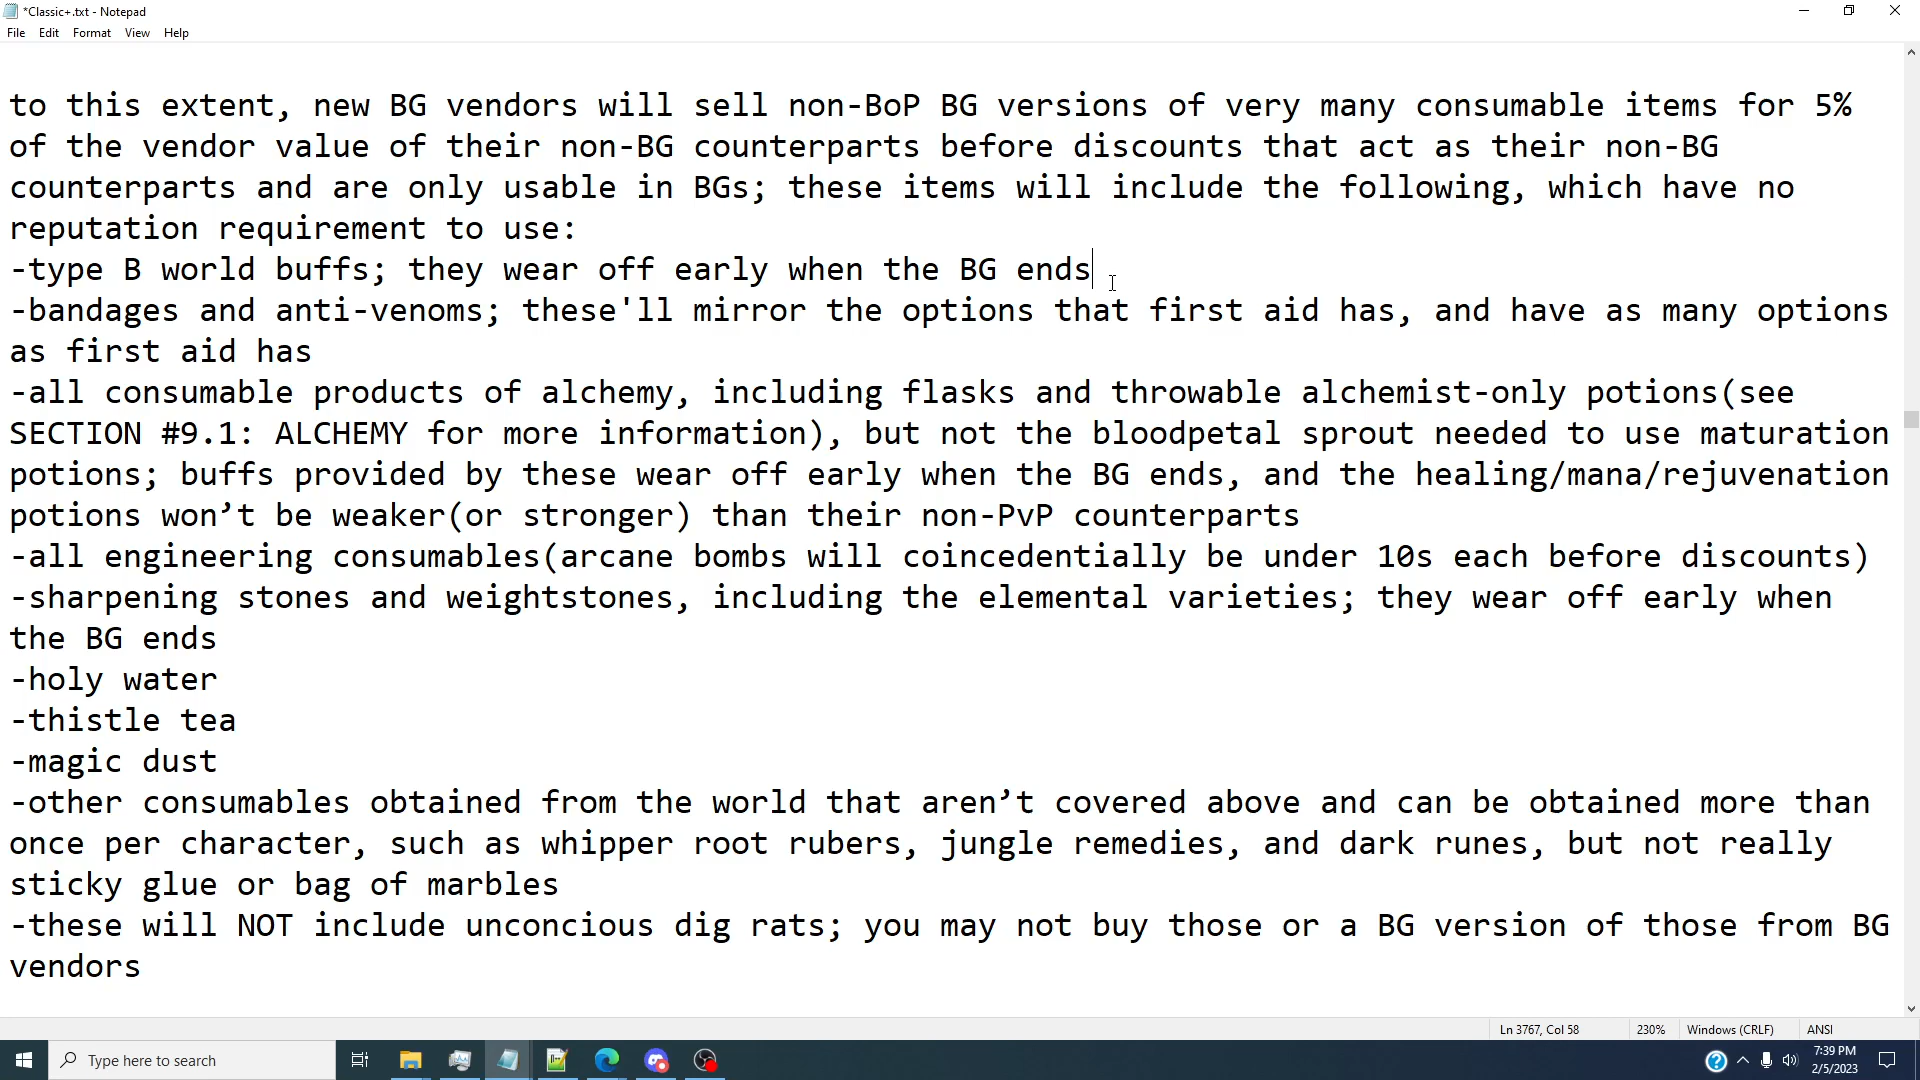 *Classic+.txt - Notepad
File Edit Format View Help
to this extent, new BG vendors will sell non-BoP BG versions of very many consumable items for 5%
of the vendor value of their non-BG counterparts before discounts that act as their non-BG
counterparts and are only usable in BGs; these items will include the following, which have no
reputation requirement to use:
-type B world buffs; they wear off early when the BG ends
-bandages and anti-venoms; these'll mirror the options that first aid has, and have as many options
as first aid has
-all consumable products of alchemy, including flasks and throwable alchemist-only potions(see
SECTION #9.1: ALCHEMY for more information), but not the bloodpetal sprout needed to use maturation
potions; buffs provided by these wear off early when the BG ends, and the healing/mana/rejuvenation
potions won’t be weaker(or stronger) than their non-PvP counterparts
-all engineering consumables(arcane bombs will coincedentially be under 10s each before discounts)
-sharpening stones and weightstones, including the elemental varieties; they wear off early when
the BG ends
-holy water
-thistle tea
-magic dust
-other consumables obtained from the world that aren’t covered above and can be obtained more than
once per character, such as whipper root rubers, jungle remedies, and dark runes, but not really
sticky glue or bag of marbles
-these will NOT include unconcious dig rats; you may not buy those or a BG version of those from BG
vendors
Ln 3767, Col 58 230% Windows (CRLF) ANSI
Type here to search
7:39 PM
2/5/2023